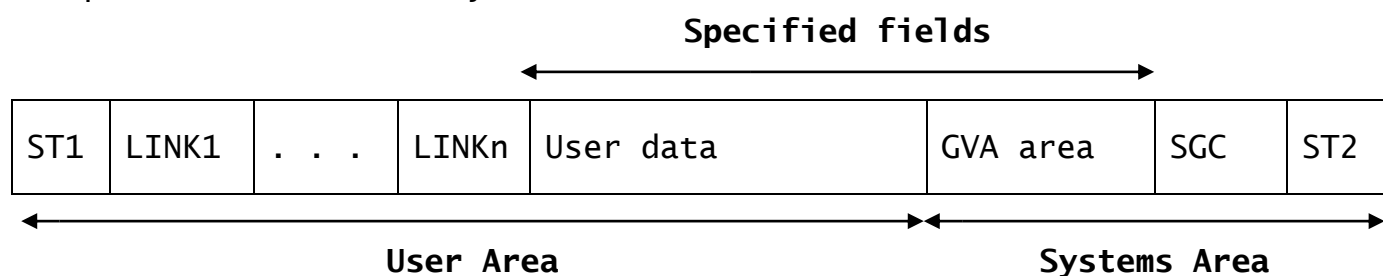 Specified fields
ST1 LINK1 . . . LINKn User data GVA area SGC ST2
User Area Systems Area